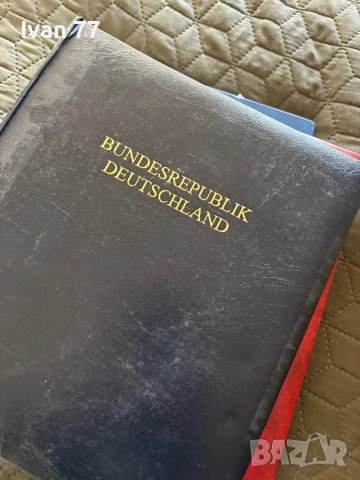 Ivan 77
BUNDESREPUBLIK
DEUTSCHLAND
BAZAR